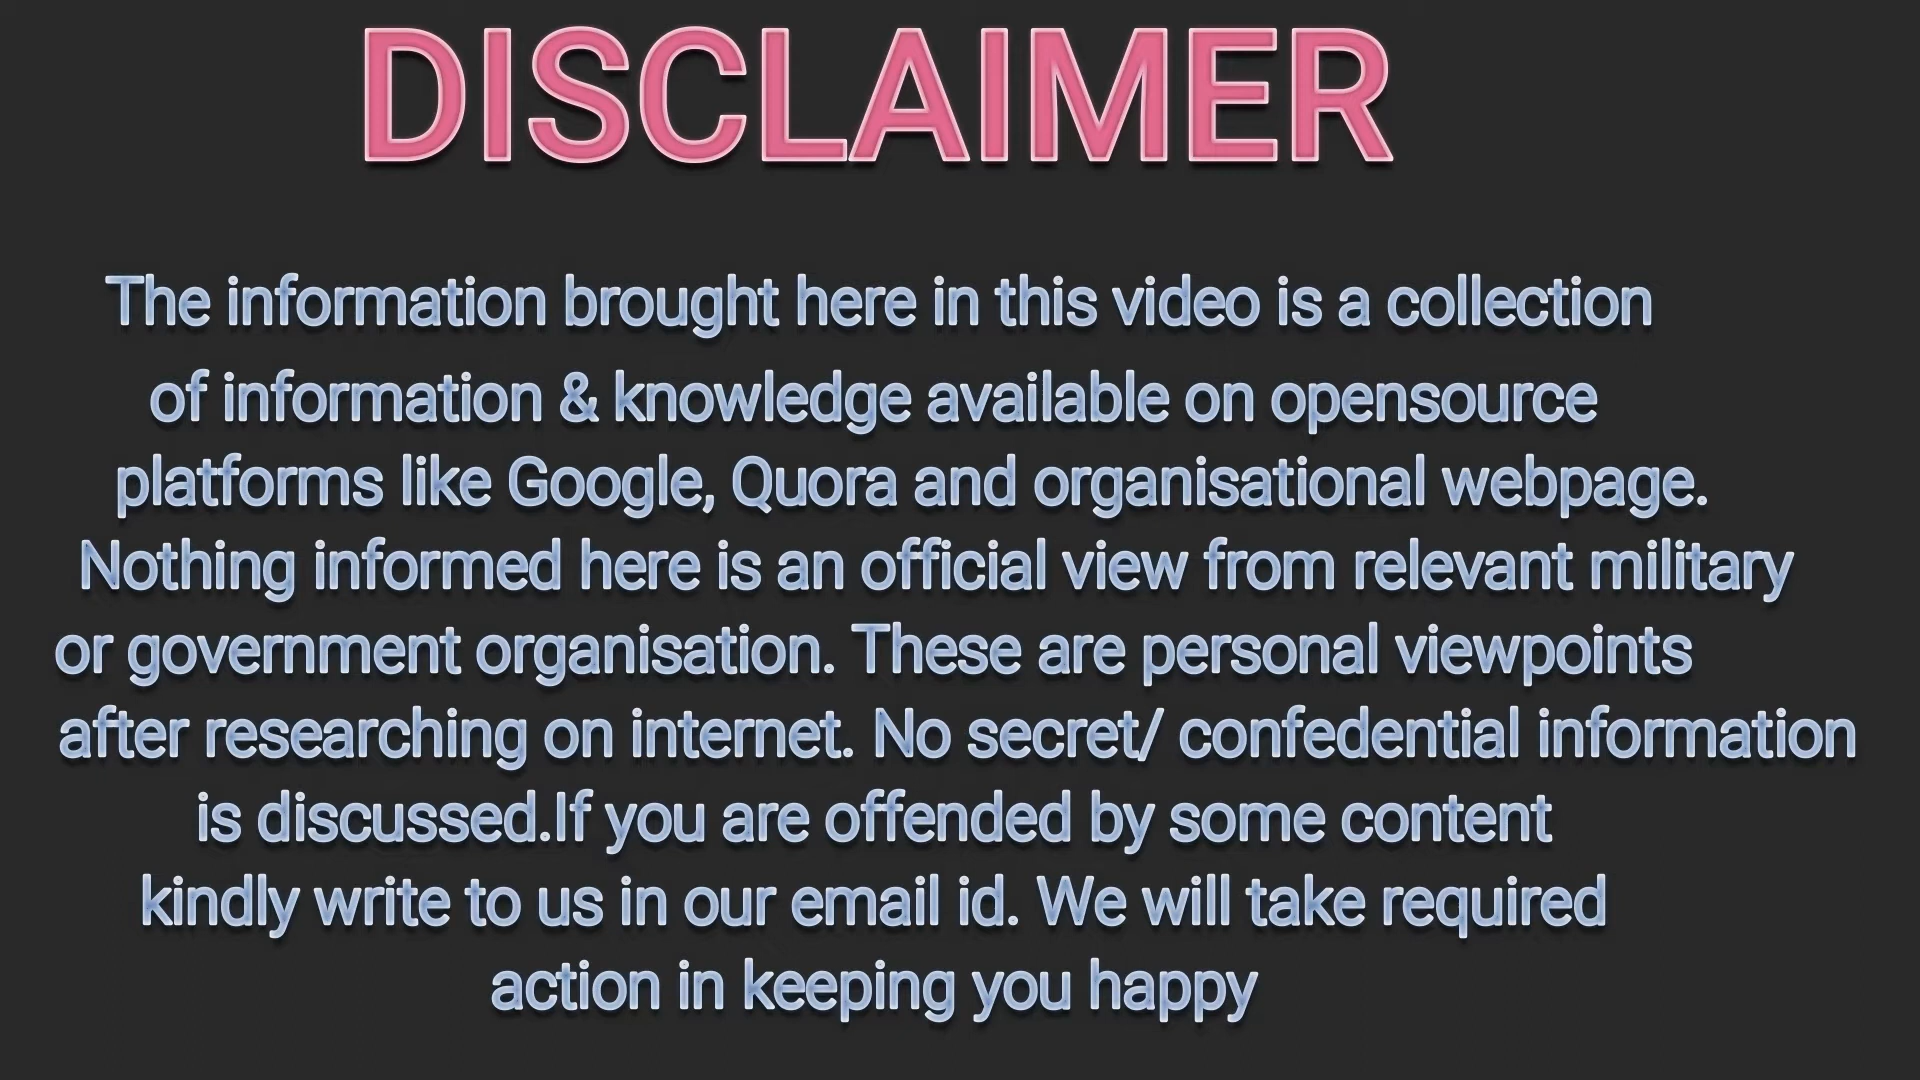 DISCLAIMER
The information brought here in this video is a collection
of information & knowledge available on opensource
platforms like Google, Quora and organisational webpage.
Nothing informed here is an official view from relevant military
or government organisation. These are personal viewpoints
after researching on internet. No secret/ confedential information
is discussed.If you are offended by some content
kindly write to us in our email id. We will take required
action in keeping you happy